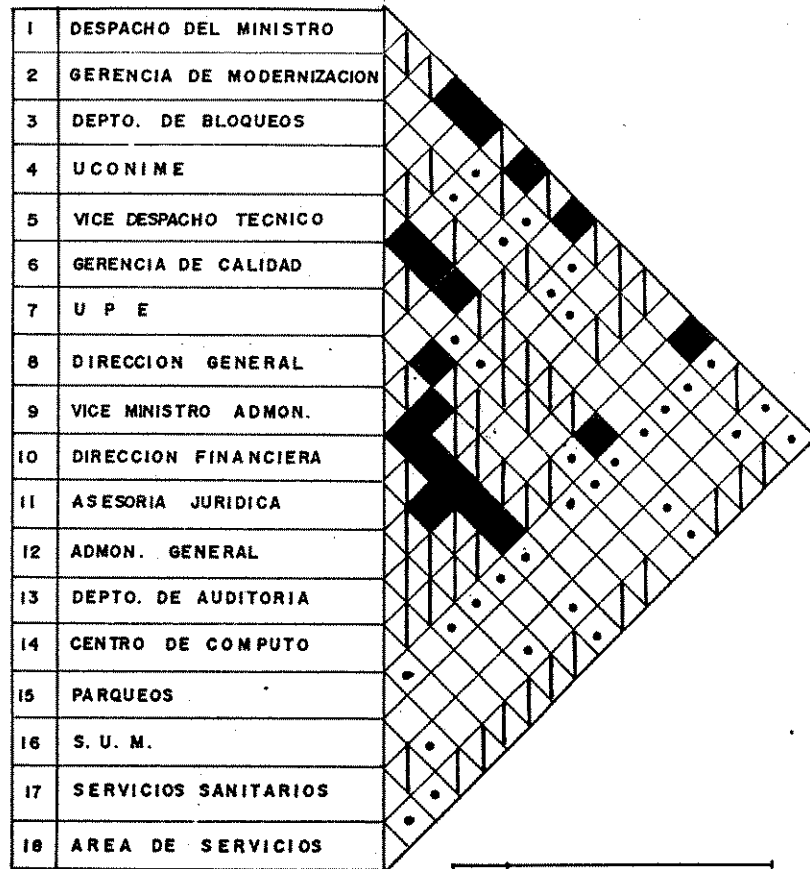 1 DESPACHO DEL MINISTRO
2 GERENCIA DE MODERNIZACION
3 DEPTO. DE BLOQUEOS
4 UCONIME
5 VICE DESPACHO TECNICO
6 GERENCIA DE CALIDAD
7 U P E
8 DIRECCION GENERAL
9 VICE MINISTRO ADMON.
10 DIRECCION FINANCIERA
11 ASESORIA JURIDICA
12 ADMON. GENERAL
13 DEPTO. DE AUDITORIA
14 CENTRO DE COMPUTO
15 PARQUEOS
16 S. U. M.
17 SERVICIOS SANITARIOS
18 AREA DE SERVICIOS